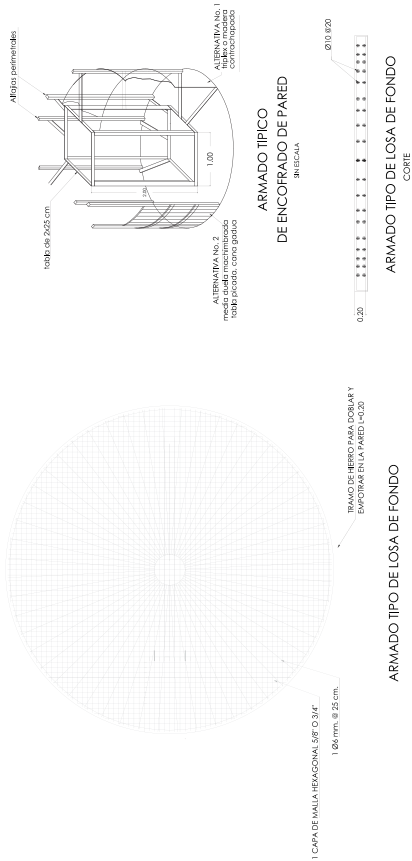 Alfajias perimetrales
tabla de 2x25 cm
1.00
ALTERNATIVA No. 1
triplex o madera
contrachapada
ALTERNATIVA No. 2
media duela machimbrada
tabla picada, cana gadua
ARMADO TIPICO
DE ENCOFRADO DE PARED
SIN ESCALA
Ø10 @20
0.20
ARMADO TIPO DE LOSA DE FONDO
CORTE
TRAMO DE HIERRO PARA DOBLAR Y
EMPOTRAR EN LA PARED L=0.20
1 Ø6 mm. @ 25 cm.
1 CAPA DE MALLA HEXAGONAL 5/8" O 3/4"
ARMADO TIPO DE LOSA DE FONDO